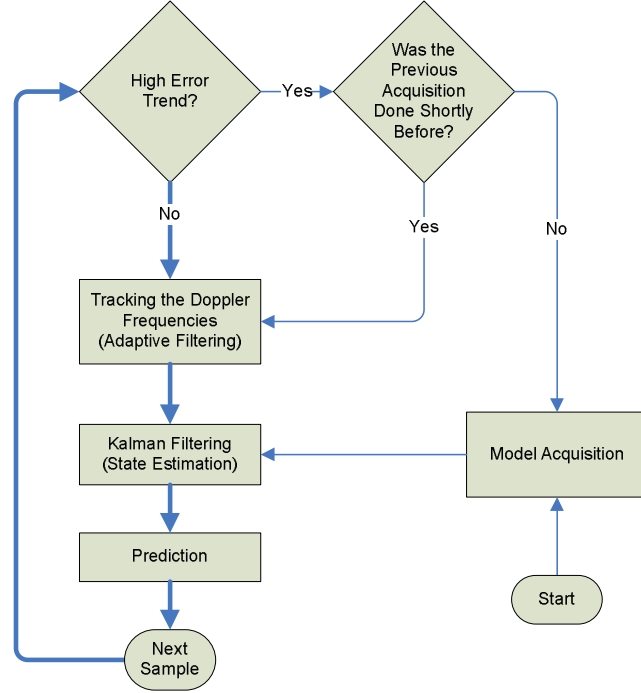 High Error
Trend?
Yes
Was the
Previous
Acquisition
Done Shortly
Before?
No
Yes
No
Tracking the Doppler
Frequencies
(Adaptive Filtering)
Kalman Filtering
(State Estimation)
Model Acquisition
Prediction
Start
Next
Sample